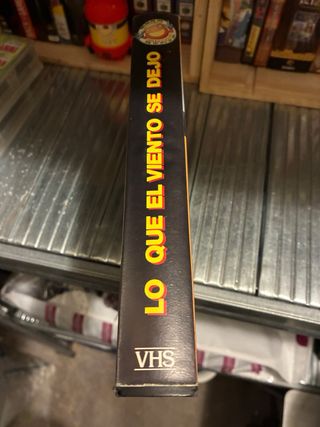 LO QUE EL VIENTO SE DEJO
VHS